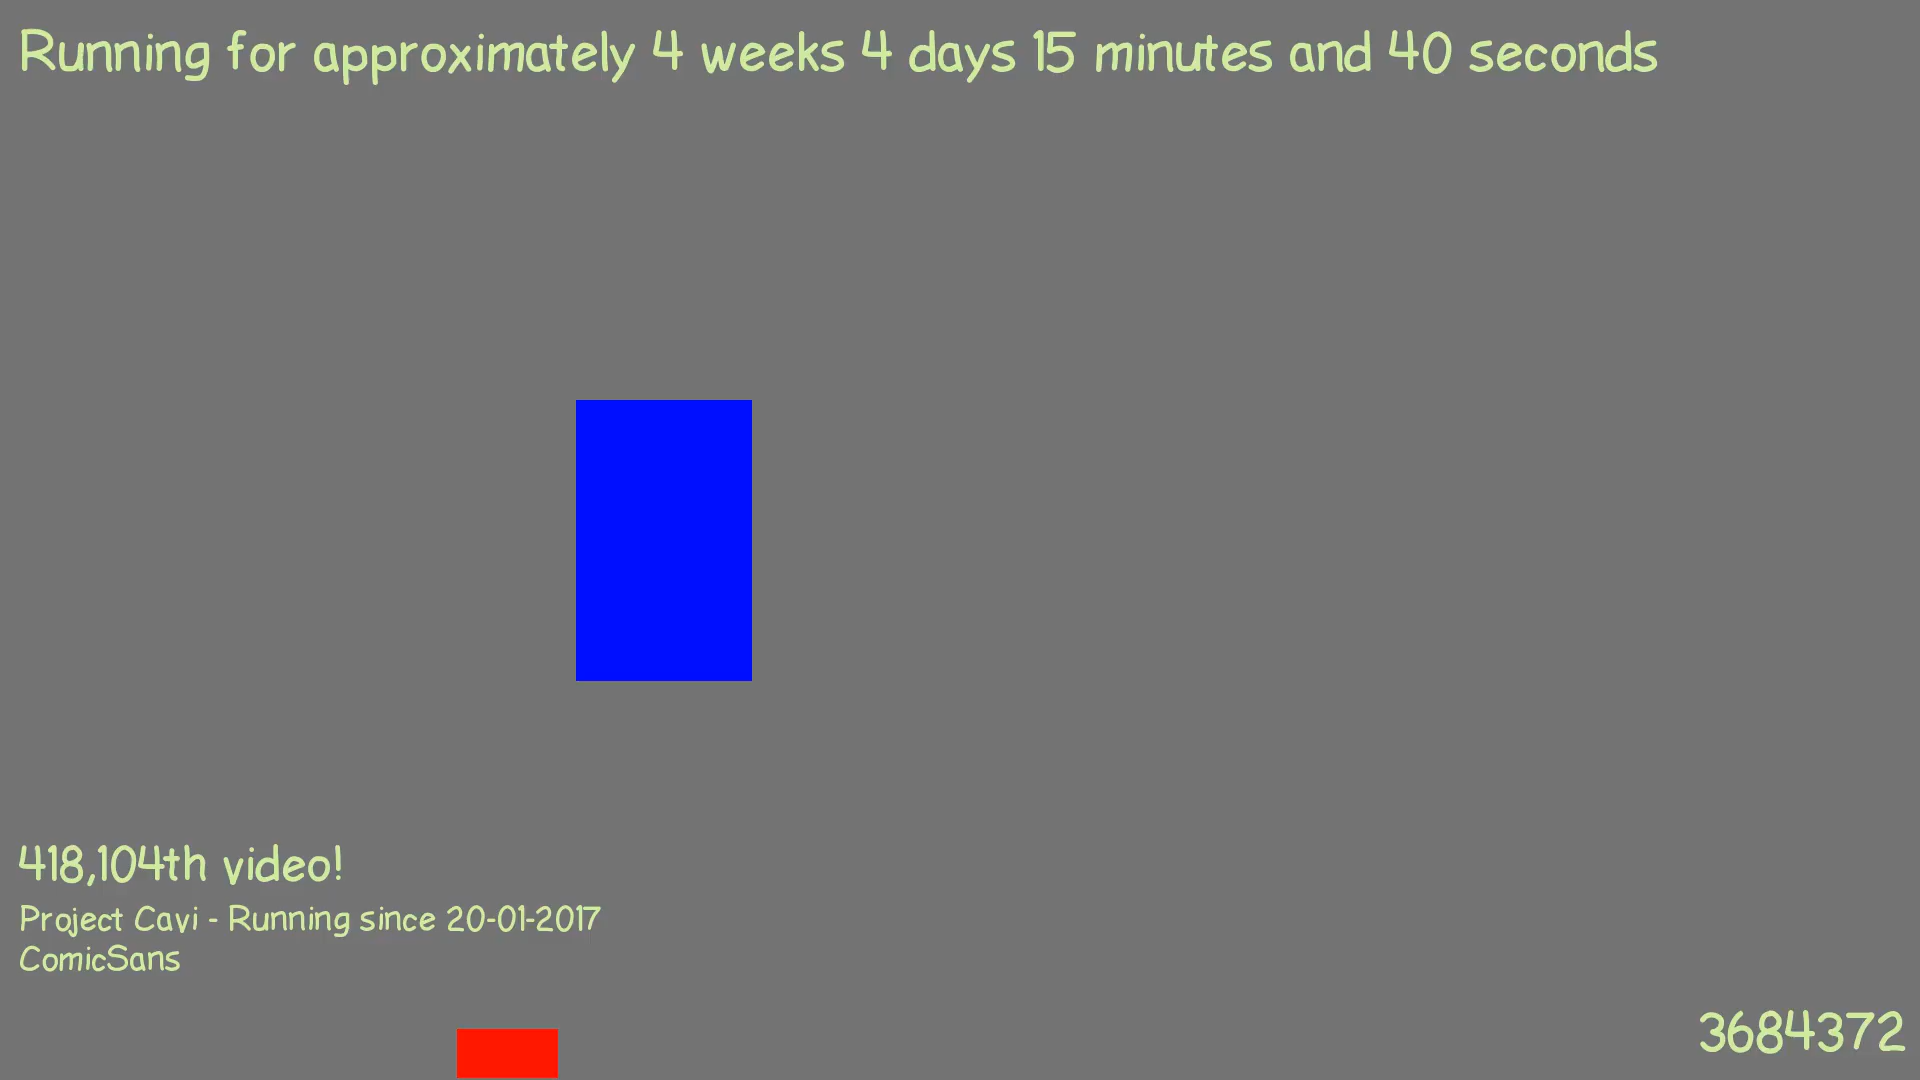 Running for approximately 4 weeks 4 days 15 minutes and 40 seconds
418,104th video!
Project Cavi - Running since 20-01-2017
ComicSans
3684372